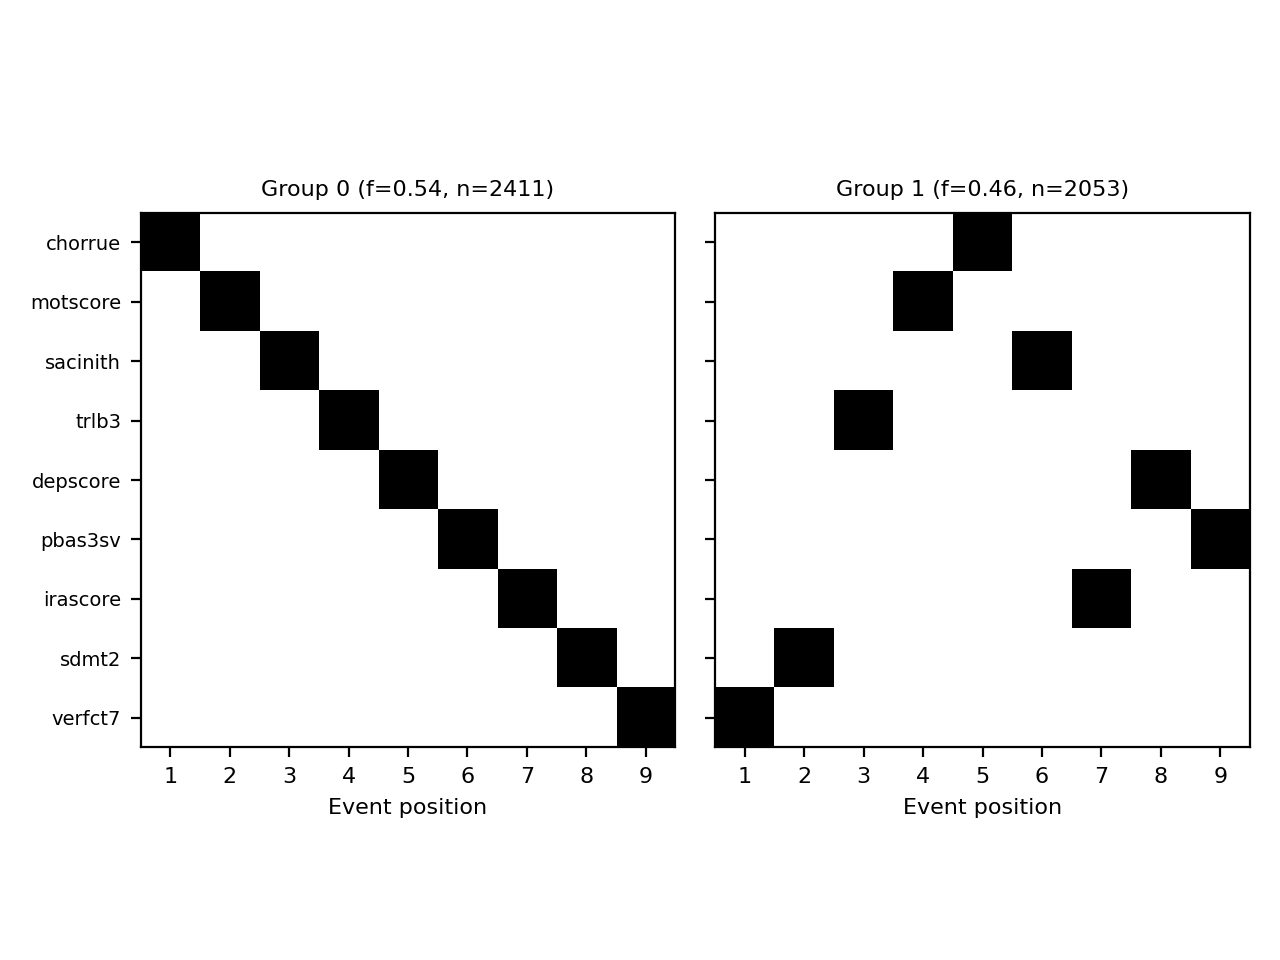 Group 0 (f=0.54, n=2411)
Group 1 (f=0.46, n=2053)
chorrue
motscore
sacinith
trlb3
depscore
pbas3sv
irascore
sdmt2
verfct7
1 2 3 4 5 6 7 8 9
1 2 3 4 5 6 7 8 9
Event position
Event position